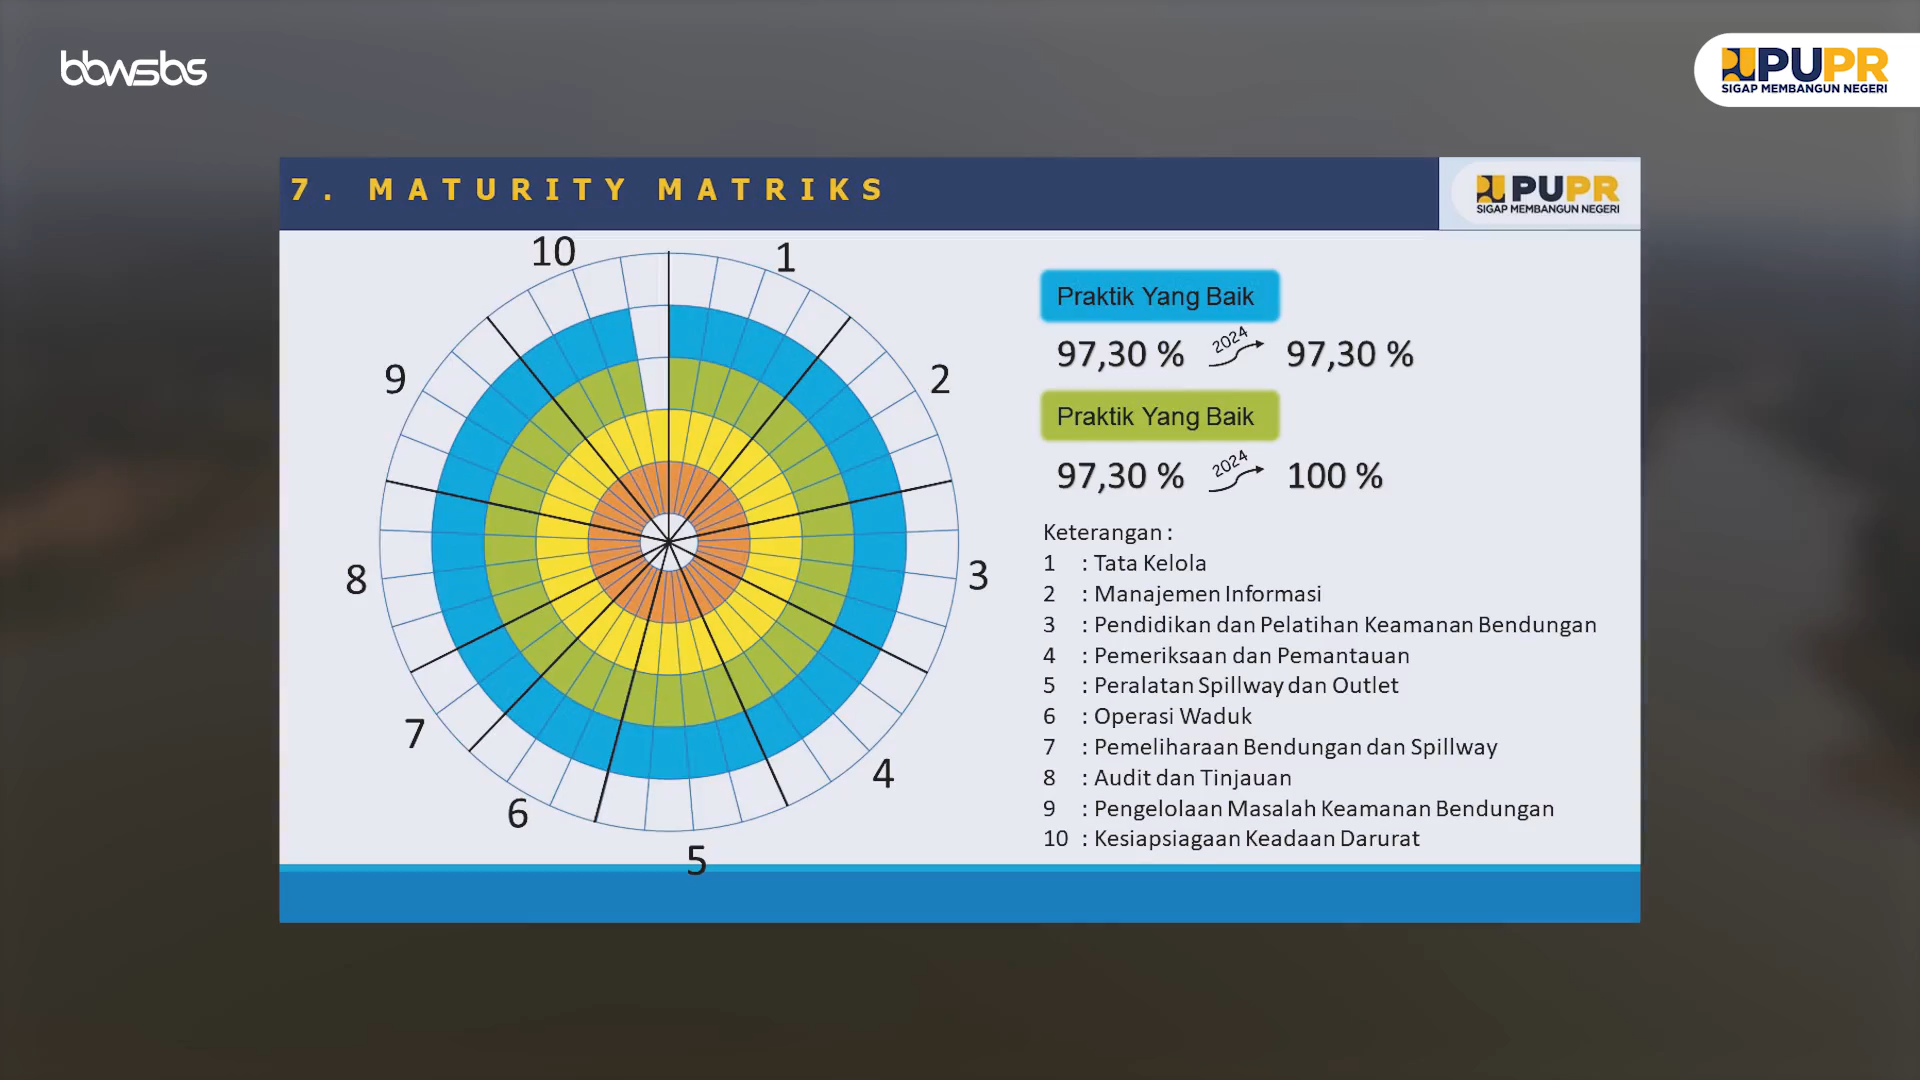 bbwsbs
PUPR
SIGAP MEMBANGUN NEGERI
7. MATURITY MATRIKS
PUPR
SIGAP MEMBANGUN NEGERI
10
1
9
2
8
3
7
4
6
5
Praktik Yang Baik
97,30 % 2024 97,30 %
Praktik Yang Baik
97,30 % 2024 100 %
Keterangan :
1 : Tata Kelola
2 : Manajemen Informasi
3 : Pendidikan dan Pelatihan Keamanan Bendungan
4 : Pemeriksaan dan Pemantauan
5 : Peralatan Spillway dan Outlet
6 : Operasi Waduk
7 : Pemeliharaan Bendungan dan Spillway
8 : Audit dan Tinjauan
9 : Pengelolaan Masalah Keamanan Bendungan
10 : Kesiapsiagaan Keadaan Darurat